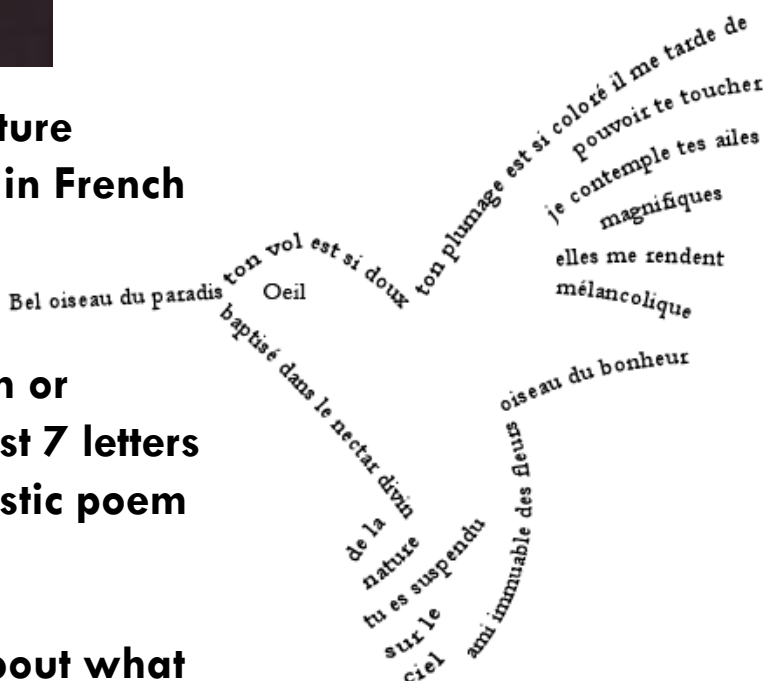 ture
in French
n or
st 7 letters
stic poem
bout what
Bel oiseau du paradis
ton vol est si doux
Oeil
ton plumage est si coloré il me tarde de
pouvoir te toucher
je contemple tes ailes
magnifiques
elles me rendent
mélancolique
oiseau du bonheur
ami immuable des fleurs
baptisé dans le nectar divin
de la
nature
tu es suspendu
sur le
ciel